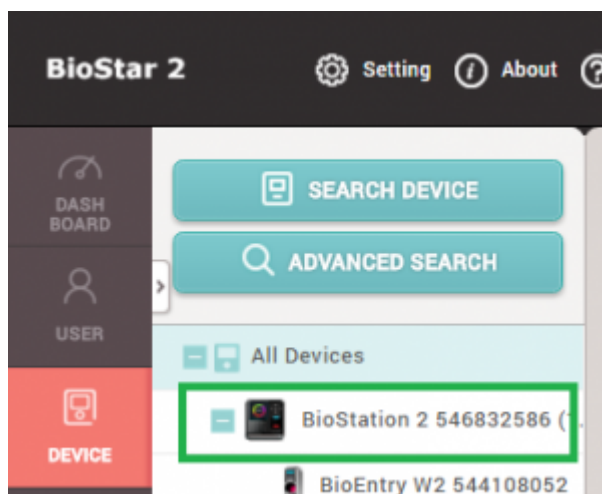 BioStar 2
Setting
About
SEARCH DEVICE
ADVANCED SEARCH
DASH
BOARD
USER
DEVICE
All Devices
BioStation 2 546832586 (
BioEntry W2 544108052